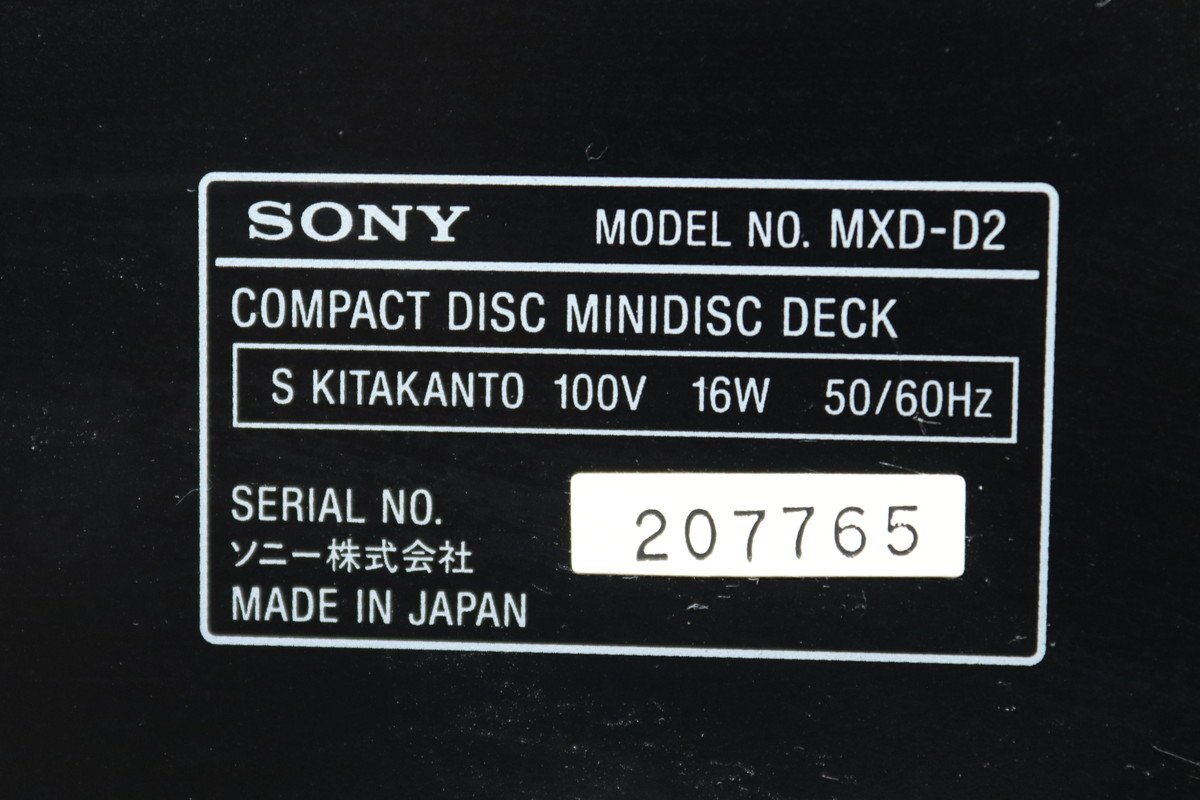 SONY MODEL NO. MXD-D2
COMPACT DISC MINIDISC DECK
S KITAKANTO 100V 16W 50/60Hz
SERIAL NO. 207765
ソニー株式会社
MADE IN JAPAN